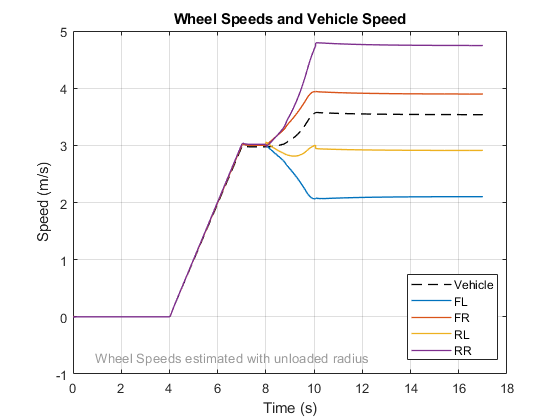 Wheel Speeds and Vehicle Speed
5
4
3
2
1
0
-1
Speed (m/s)
Wheel Speeds estimated with unloaded radius
Vehicle
FL
FR
RL
RR
0 2 4 6 8 10 12 14 16 18
Time (s)